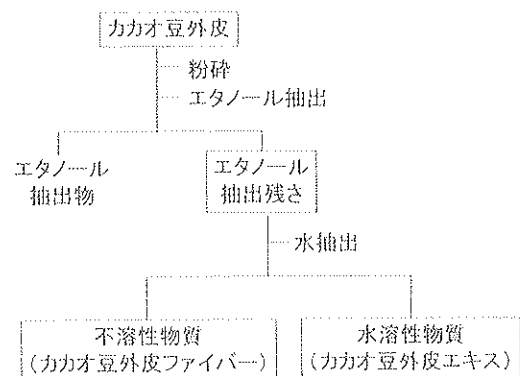 カカオ豆外皮
粉砕
エタノール抽出
エタノール
抽出物
エタノール
抽出残さ
水抽出
不溶性物質
(カカオ豆外皮ファイバー)
水溶性物質
(カカオ豆外皮エキス)